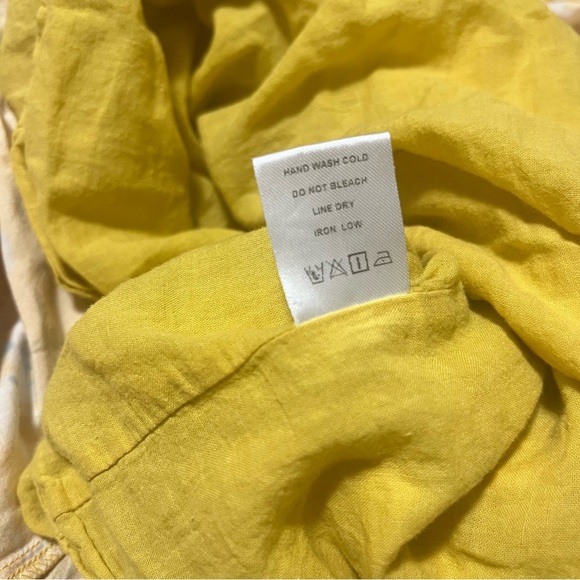 HAND WASH COLD
DO NOT BLEACH
LINE DRY
IRON LOW